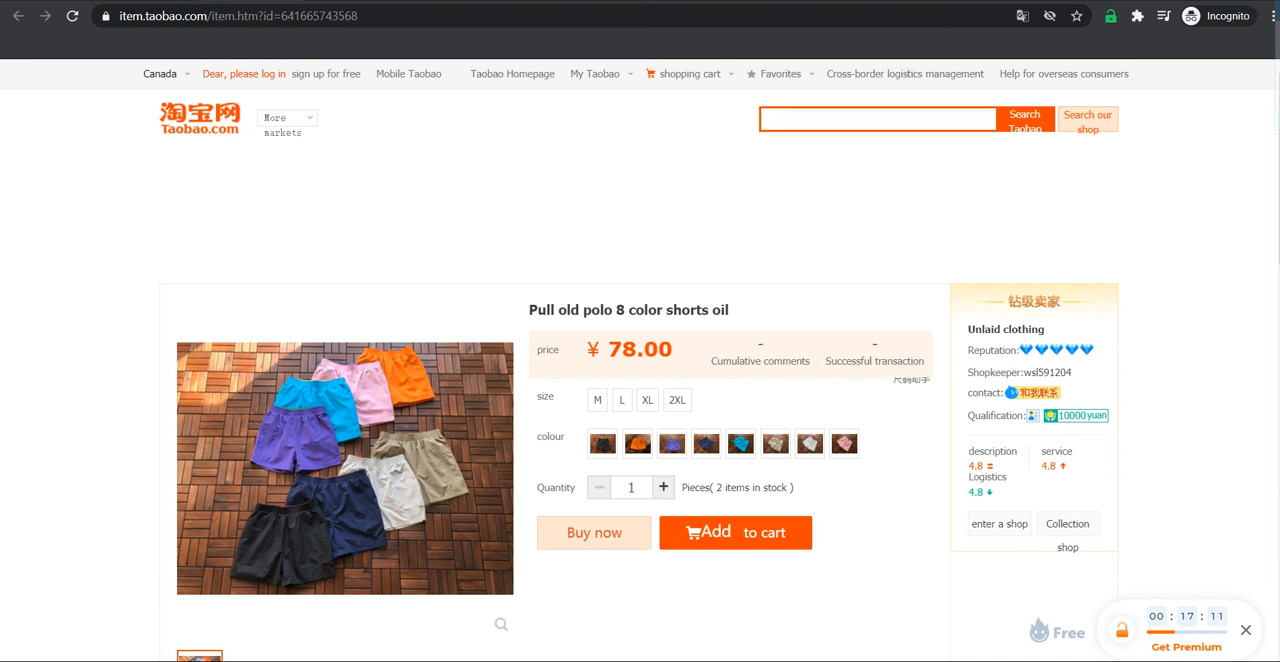 item.taobao.com/item.htm?id=641665743568
Incognito
Canada Dear, please log in sign up for free Mobile Taobao Taobao Homepage My Taobao shopping cart Favorites Cross-border logistics management Help for overseas consumers
淘宝网
Taobao.com
More
markets
Search
Taobao
Search our
shop
Pull old polo 8 color shorts oil
price ¥ 78.00
-
Cumulative comments
-
Successful transaction
尺码助手
size M L XL 2XL
colour
Quantity 1 + Pieces( 2 items in stock )
Buy now Add to cart
钻级卖家
Unlaid clothing
Reputation:
Shopkeeper:wsl591204
contact: 和我联系
Qualification: 10000yuan
description service
4.8 4.8
Logistics
4.8
enter a shop Collection
shop
Free
00 : 17 : 11
Get Premium